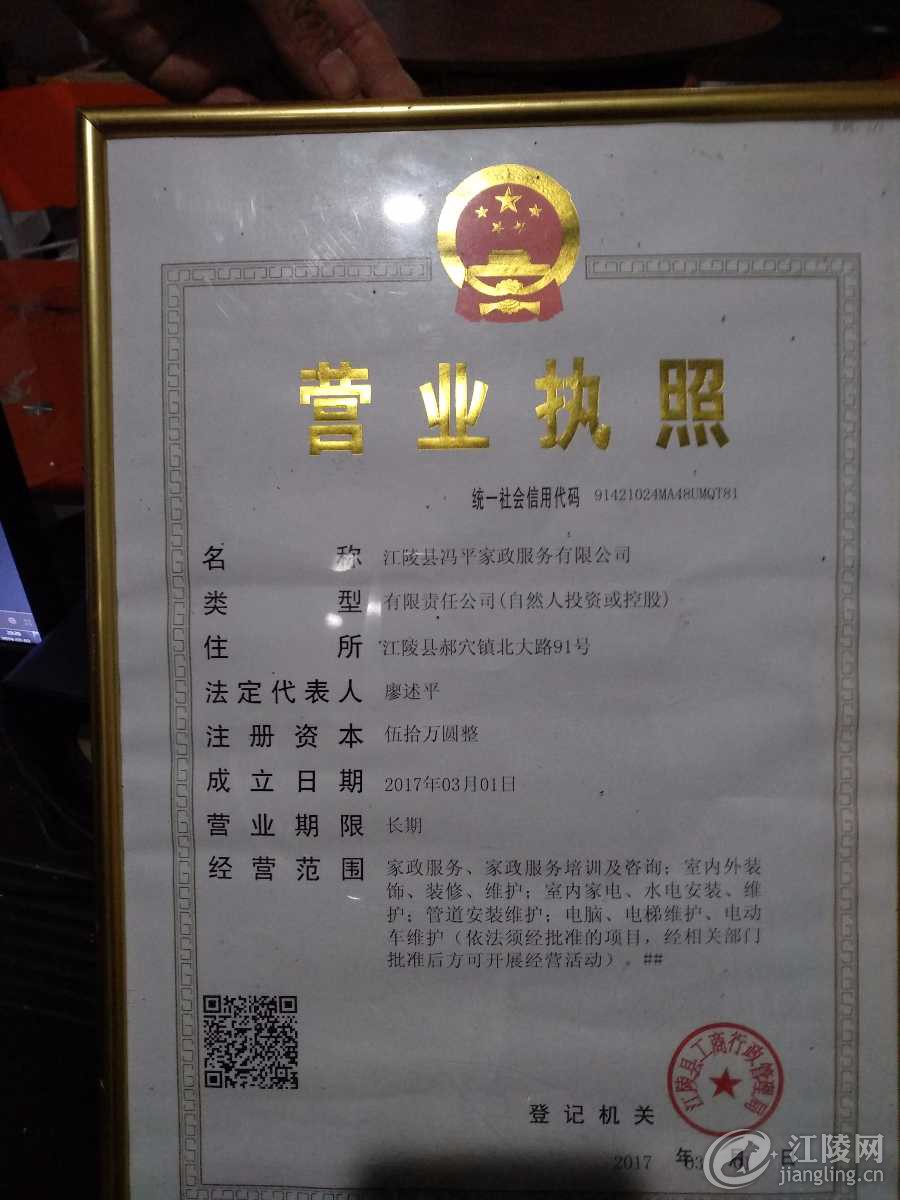 营业执照
统一社会信用代码 91421024MA48UMQT81
名称 江陵县冯平家政服务有限公司
类型 有限责任公司(自然人投资或控股)
住所 江陵县郝穴镇北大路91号
法定代表人 廖述平
注册资本 伍拾万圆整
成立日期 2017年03月01日
营业期限 长期
经营范围 家政服务、家政服务培训及咨询；室内外装
饰、装修、维护；室内家电、水电安装、维
护；管道安装维护；电脑、电梯维护、电动
车维护（依法须经批准的项目，经相关部门
批准后方可开展经营活动）。##
江陵县工商行政管理局
登记机关
2017 年 03 月 日
江陵网
jiangling.cn